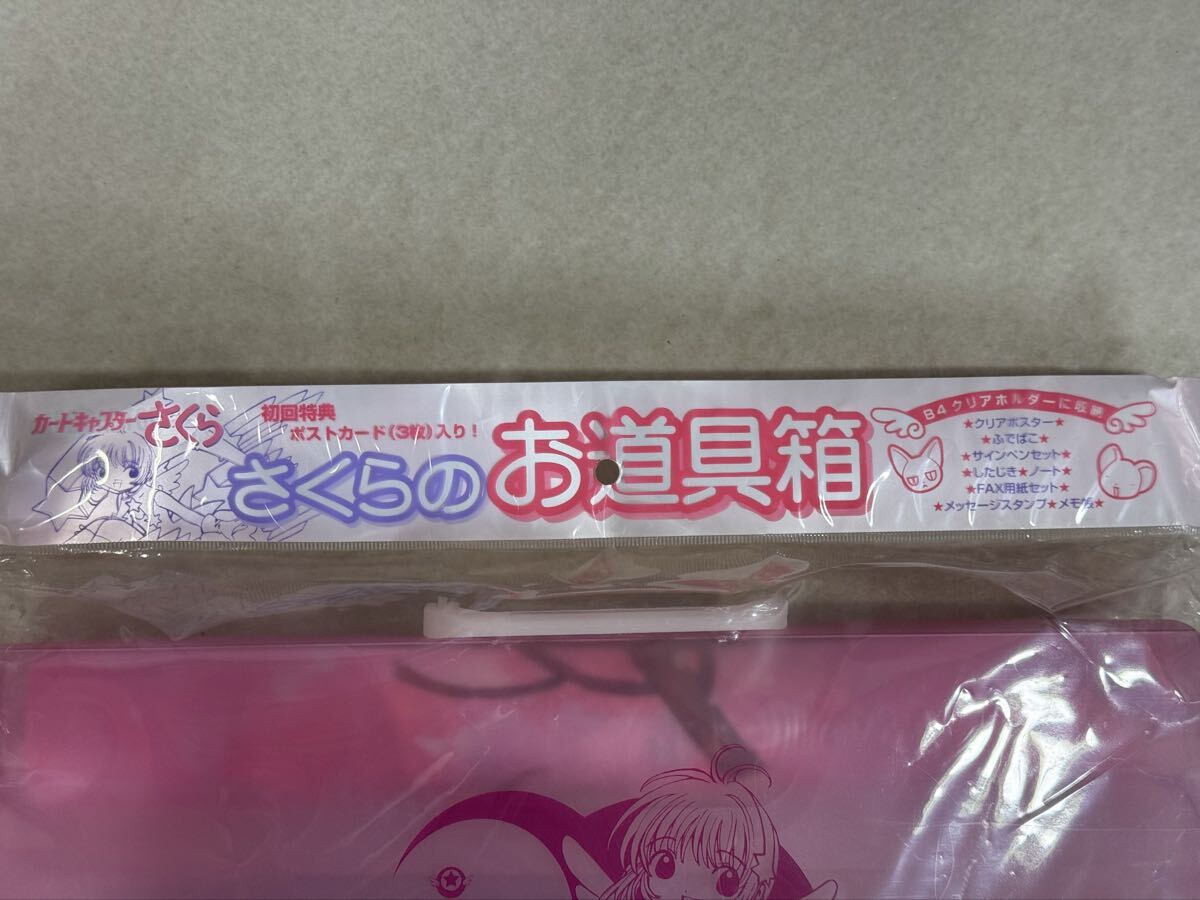 カードキャプターさくら
初回特典
ポストカード(3枚)入り!
さくらの お道具箱
B4クリアホルダーに収納
★クリアポスター★
★ふでばこ★
★サインペンセット★
★したじき★ノート★
★FAX用紙セット★
★メッセージスタンプ★メモ帳★